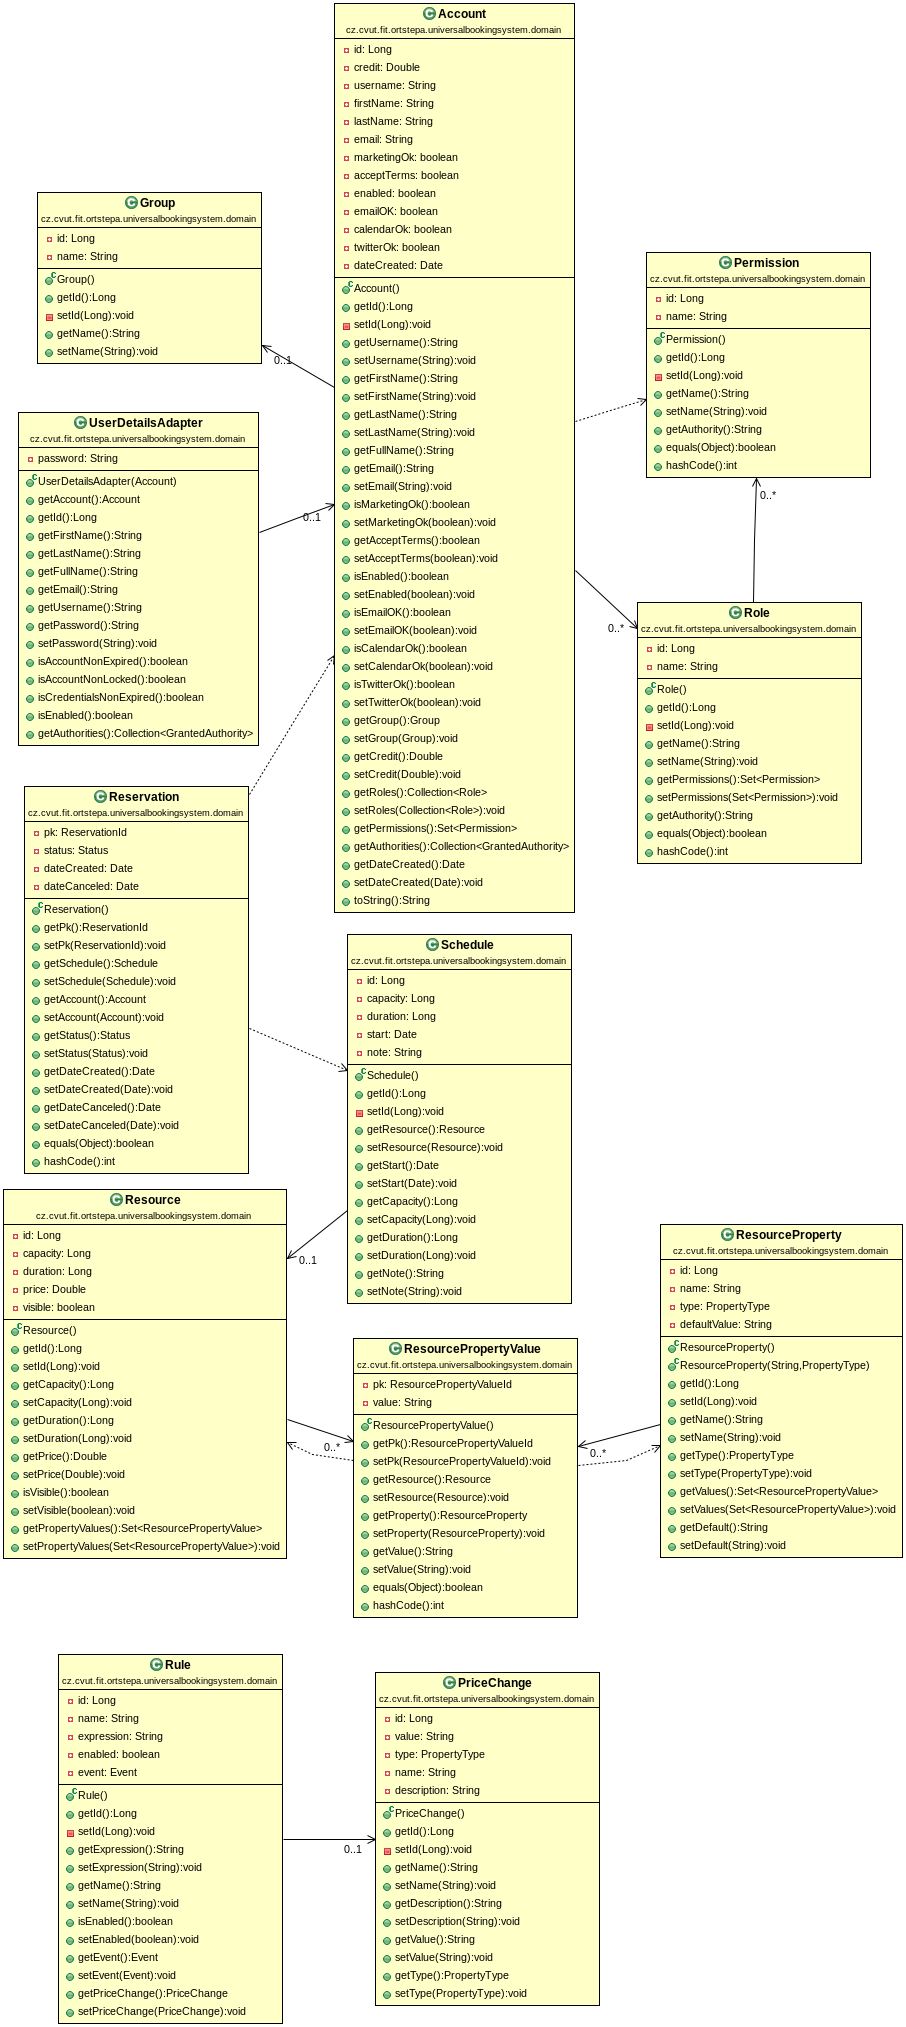 Account
cz.cvut.fit.ortstepa.universalbookingsystem.domain
id: Long
credit: Double
username: String
firstName: String
lastName: String
email: String
marketingOk: boolean
acceptTerms: boolean
enabled: boolean
emailOK: boolean
calendarOk: boolean
twitterOk: boolean
dateCreated: Date
Account()
getId():Long
setId(Long):void
getUsername():String
setUsername(String):void
getFirstName():String
setFirstName(String):void
getLastName():String
setLastName(String):void
getFullName():String
getEmail():String
setEmail(String):void
isMarketingOk():boolean
setMarketingOk(boolean):void
getAcceptTerms():boolean
setAcceptTerms(boolean):void
isEnabled():boolean
setEnabled(boolean):void
isEmailOK():boolean
setEmailOK(boolean):void
isCalendarOk():boolean
setCalendarOk(boolean):void
isTwitterOk():boolean
setTwitterOk(boolean):void
getGroup():Group
setGroup(Group):void
getCredit():Double
setCredit(Double):void
getRoles():Collection<Role>
setRoles(Collection<Role>):void
getPermissions():Set<Permission>
getAuthorities():Collection<GrantedAuthority>
getDateCreated():Date
setDateCreated(Date):void
toString():String
Group
cz.cvut.fit.ortstepa.universalbookingsystem.domain
id: Long
name: String
Group()
getId():Long
setId(Long):void
getName():String
setName(String):void
0..1
Permission
cz.cvut.fit.ortstepa.universalbookingsystem.domain
id: Long
name: String
Permission()
getId():Long
setId(Long):void
getName():String
setName(String):void
getAuthority():String
equals(Object):boolean
hashCode():int
0..*
UserDetailsAdapter
cz.cvut.fit.ortstepa.universalbookingsystem.domain
password: String
UserDetailsAdapter(Account)
getAccount():Account
getId():Long
getFirstName():String
getLastName():String
getFullName():String
getEmail():String
getUsername():String
getPassword():String
setPassword(String):void
isAccountNonExpired():boolean
isAccountNonLocked():boolean
isCredentialsNonExpired():boolean
isEnabled():boolean
getAuthorities():Collection<GrantedAuthority>
0..1
0..*
Role
cz.cvut.fit.ortstepa.universalbookingsystem.domain
id: Long
name: String
Role()
getId():Long
setId(Long):void
getName():String
setName(String):void
getPermissions():Set<Permission>
setPermissions(Set<Permission>):void
getAuthority():String
equals(Object):boolean
hashCode():int
Reservation
cz.cvut.fit.ortstepa.universalbookingsystem.domain
pk: ReservationId
status: Status
dateCreated: Date
dateCanceled: Date
Reservation()
getPk():ReservationId
setPk(ReservationId):void
getSchedule():Schedule
setSchedule(Schedule):void
getAccount():Account
setAccount(Account):void
getStatus():Status
setStatus(Status):void
getDateCreated():Date
setDateCreated(Date):void
getDateCanceled():Date
setDateCanceled(Date):void
equals(Object):boolean
hashCode():int
Schedule
cz.cvut.fit.ortstepa.universalbookingsystem.domain
id: Long
capacity: Long
duration: Long
start: Date
note: String
Schedule()
getId():Long
setId(Long):void
getResource():Resource
setResource(Resource):void
getStart():Date
setStart(Date):void
getCapacity():Long
setCapacity(Long):void
getDuration():Long
setDuration(Long):void
getNote():String
setNote(String):void
0..1
Resource
cz.cvut.fit.ortstepa.universalbookingsystem.domain
id: Long
capacity: Long
duration: Long
price: Double
visible: boolean
Resource()
getId():Long
setId(Long):void
getCapacity():Long
setCapacity(Long):void
getDuration():Long
setDuration(Long):void
getPrice():Double
setPrice(Double):void
isVisible():boolean
setVisible(boolean):void
getPropertyValues():Set<ResourcePropertyValue>
setPropertyValues(Set<ResourcePropertyValue>):void
0..*
ResourcePropertyValue
cz.cvut.fit.ortstepa.universalbookingsystem.domain
pk: ResourcePropertyValueId
value: String
ResourcePropertyValue()
getPk():ResourcePropertyValueId
setPk(ResourcePropertyValueId):void
getResource():Resource
setResource(Resource):void
getProperty():ResourceProperty
setProperty(ResourceProperty):void
getValue():String
setValue(String):void
equals(Object):boolean
hashCode():int
0..*
ResourceProperty
cz.cvut.fit.ortstepa.universalbookingsystem.domain
id: Long
name: String
type: PropertyType
defaultValue: String
ResourceProperty()
ResourceProperty(String,PropertyType)
getId():Long
setId(Long):void
getName():String
setName(String):void
getType():PropertyType
setType(PropertyType):void
getValues():Set<ResourcePropertyValue>
setValues(Set<ResourcePropertyValue>):void
getDefault():String
setDefault(String):void
Rule
cz.cvut.fit.ortstepa.universalbookingsystem.domain
id: Long
name: String
expression: String
enabled: boolean
event: Event
Rule()
getId():Long
setId(Long):void
getExpression():String
setExpression(String):void
getName():String
setName(String):void
isEnabled():boolean
setEnabled(boolean):void
getEvent():Event
setEvent(Event):void
getPriceChange():PriceChange
setPriceChange(PriceChange):void
0..1
PriceChange
cz.cvut.fit.ortstepa.universalbookingsystem.domain
id: Long
value: String
type: PropertyType
name: String
description: String
PriceChange()
getId():Long
setId(Long):void
getName():String
setName(String):void
getDescription():String
setDescription(String):void
getValue():String
setValue(String):void
getType():PropertyType
setType(PropertyType):void